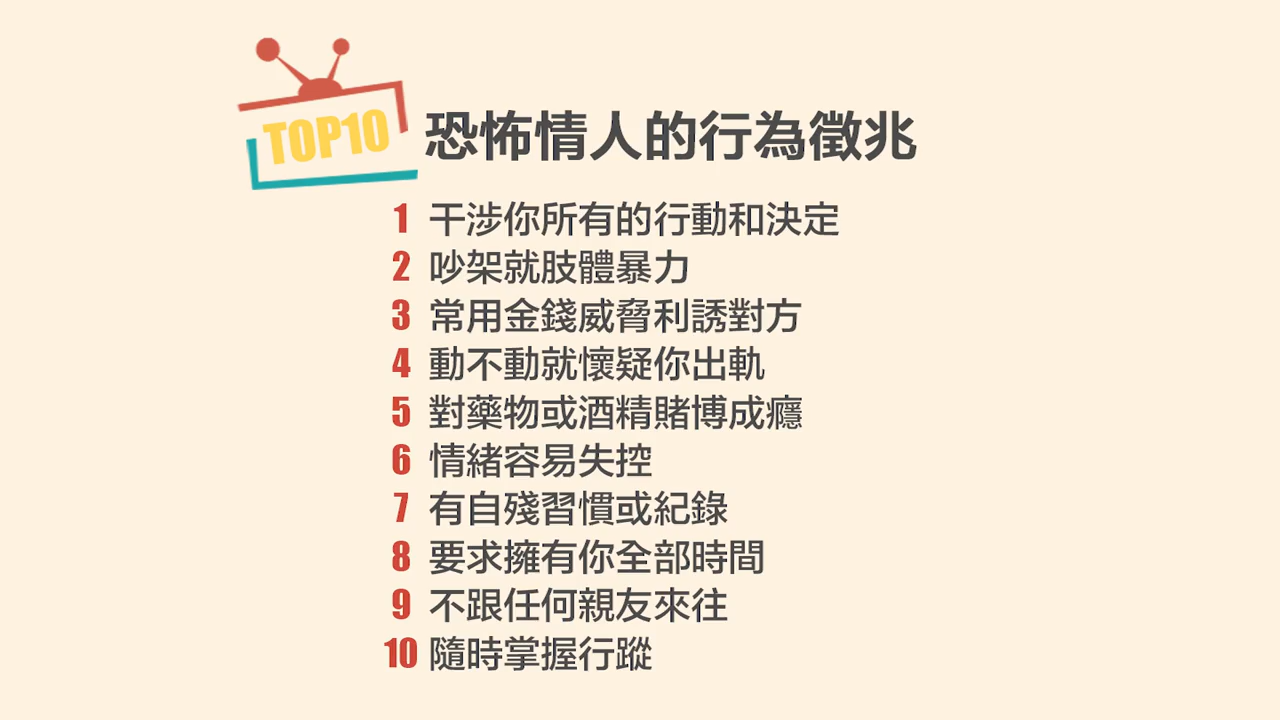 TOP10 恐怖情人的行為徵兆
1 干涉你所有的行動和決定
2 吵架就肢體暴力
3 常用金錢威脅利誘對方
4 動不動就懷疑你出軌
5 對藥物或酒精賭博成癮
6 情緒容易失控
7 有自殘習慣或紀錄
8 要求擁有你全部時間
9 不跟任何親友來往
10 隨時掌握行蹤